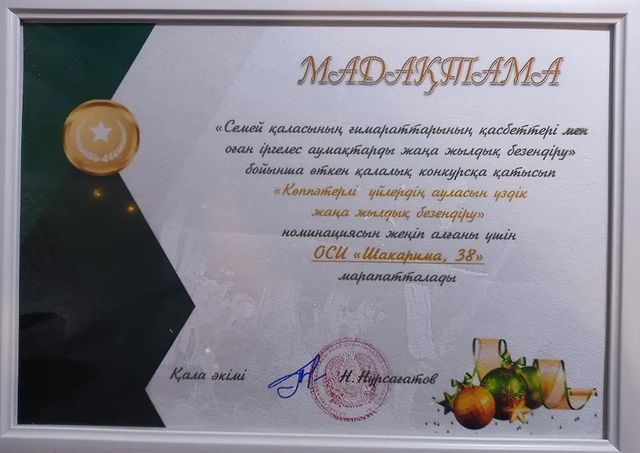 МАДАҚТАМА
«Семей қаласының ғимараттарының қасбеттері мен
оған іргелес аумақтарды жаңа жылдық безендіру»
бойынша өткен қалалық конкурсқа қатысып
«Көппәтерлі үйлердің ауласын үздік
жаңа жылдық безендіру»
номинациясын жеңіп алғаны үшін
ОСИ «Шакарима, 38»
марапатталады
Қала әкімі Н. Нұрсағатов